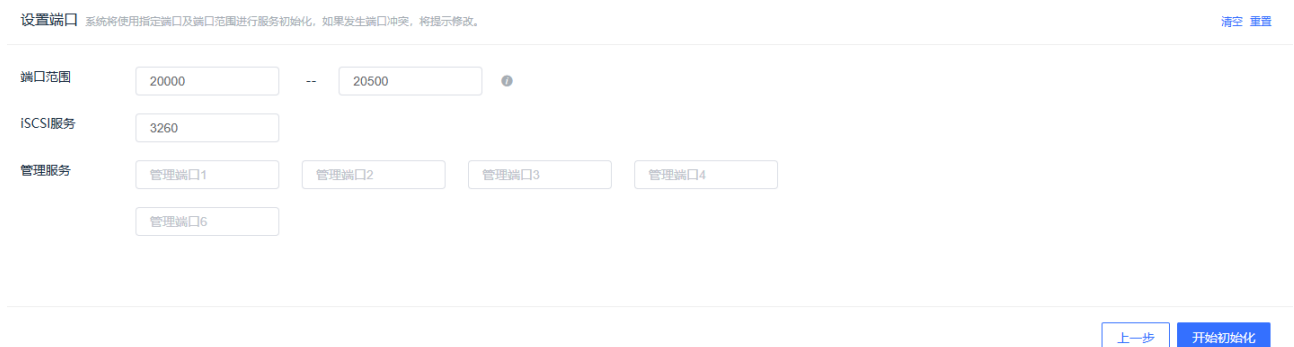 设置端口 系统将使用指定端口及端口范围进行服务初始化，如果发生端口冲突，将提示修改。 清空 重置
端口范围 20000 -- 20500
iSCSI服务 3260
管理服务 管理端口1 管理端口2 管理端口3 管理端口4
管理端口6
上一步 开始初始化